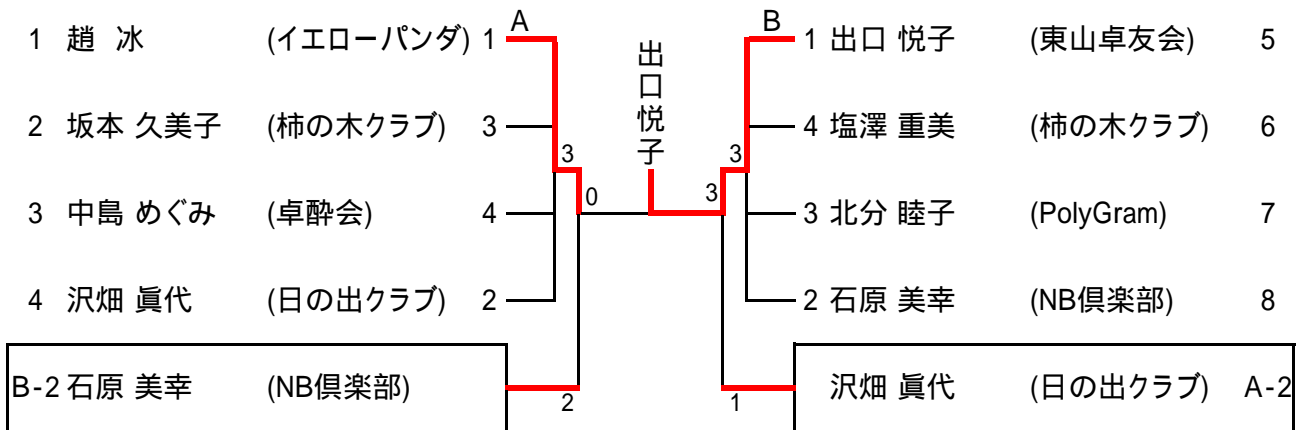 A B
1 趙 冰 (イエローパンダ) 1 1 出口 悦子 (東山卓友会) 5
出口悦子
2 坂本 久美子 (柿の木クラブ) 3 4 塩澤 重美 (柿の木クラブ) 6
3 3
0 3
3 中島 めぐみ (卓酔会) 4 3 北分 睦子 (PolyGram) 7
4 沢畑 眞代 (日の出クラブ) 2 2 石原 美幸 (NB倶楽部) 8
B-2 石原 美幸 (NB倶楽部) 沢畑 眞代 (日の出クラブ) A-2
2 1